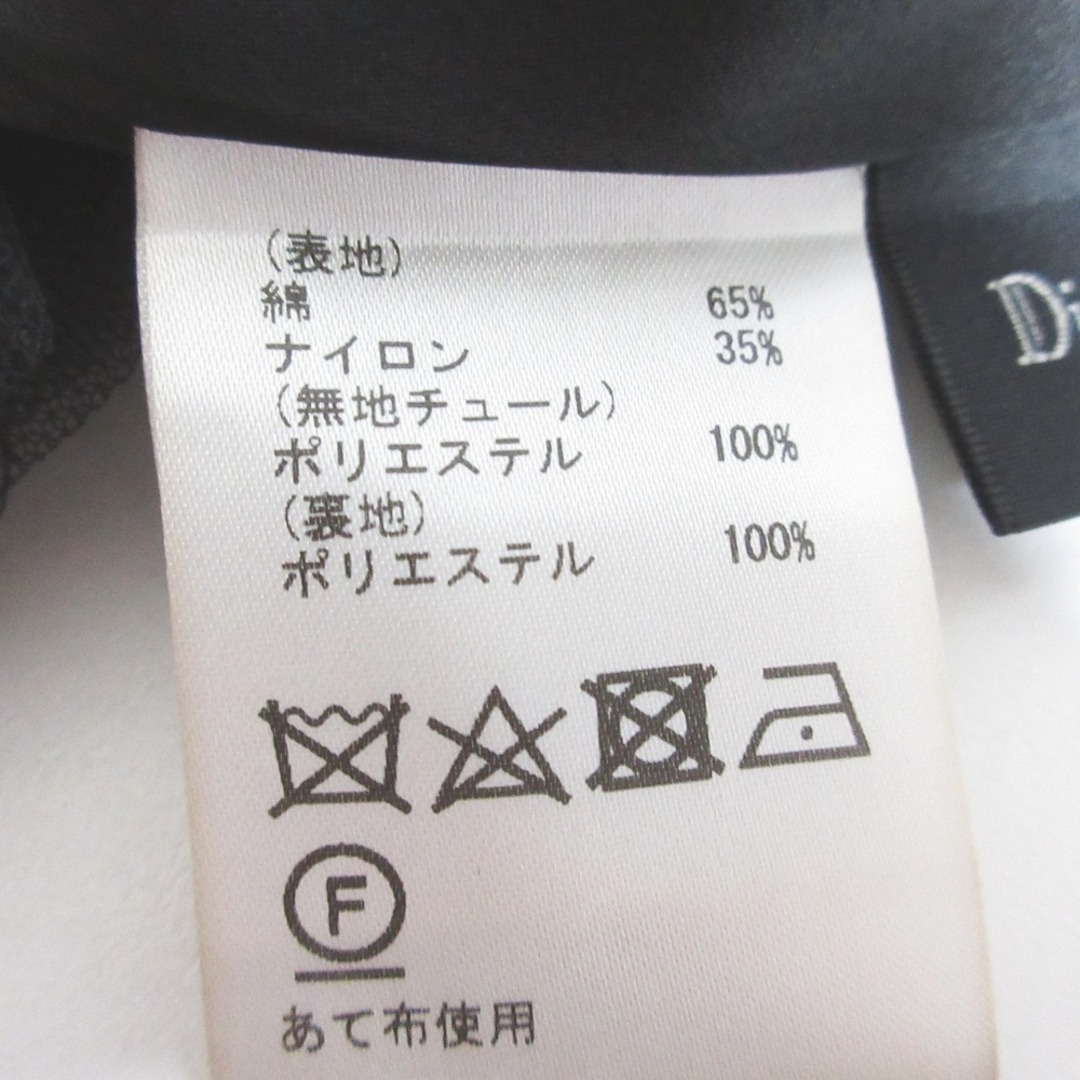 (表地)
綿 65%
ナイロン 35%
(無地チュール)
ポリエステル 100%
(裏地)
ポリエステル 100%
F
あて布使用